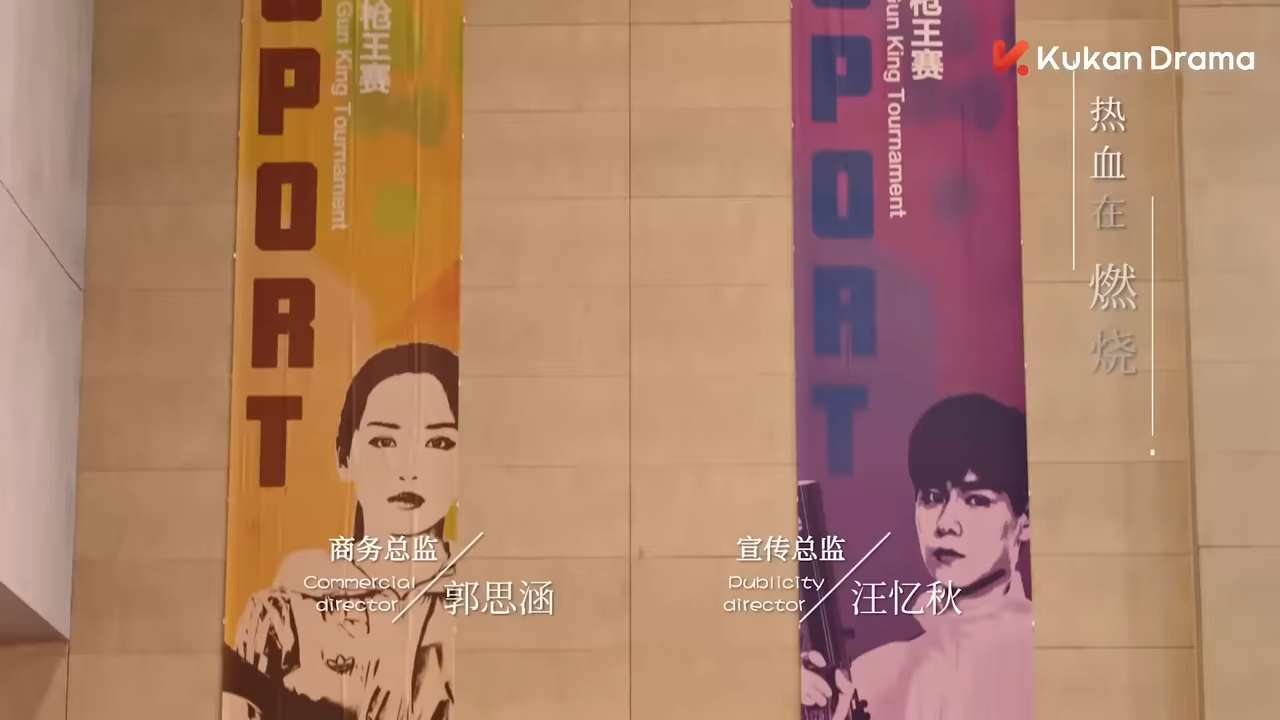 SPORT
枪王赛
Gun King Tournament
SPORT
枪王赛
Gun King Tournament
Kukan Drama
热血在
燃烧
商务总监
Commercial
director
郭思涵
宣传总监
Publicity
director
汪忆秋